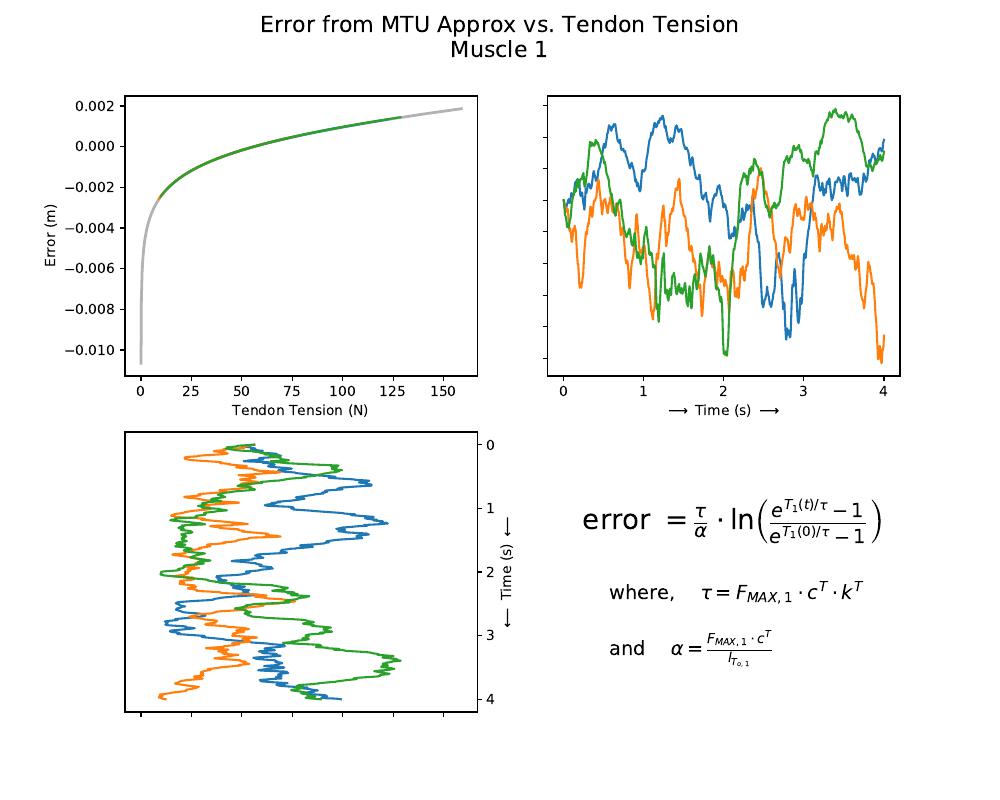 Error from MTU Approx vs. Tendon Tension
Muscle 1
0.002
0.000
−0.002
−0.004
−0.006
−0.008
−0.010
Error (m)
0 25 50 75 100 125 150
Tendon Tension (N)
0 1 2 3 4
→ Time (s) →
0
1
2
3
4
← Time (s) ←
error = τ/α · ln((e^{T_1(t)/τ} − 1)/(e^{T_1(0)/τ} − 1))
where, τ = F_{MAX,1} · c^T · k^T
and α = (F_{MAX,1} · c^T)/l_{T_{o,1}}